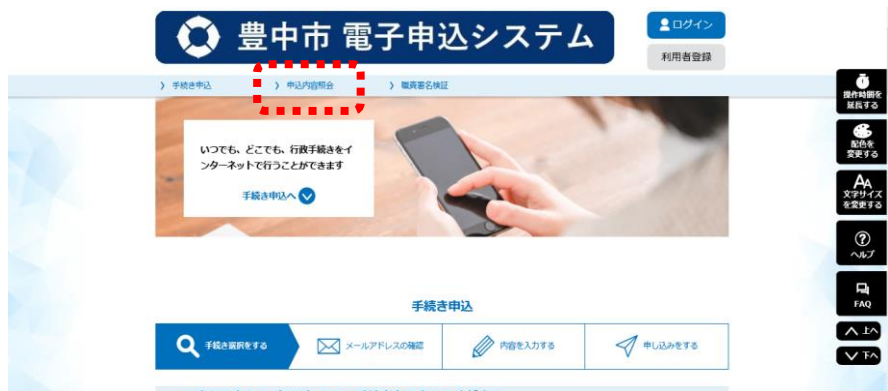 豊中市 電子申込システム
ログイン
利用者登録
> 手続き申込
> 申込内容照会
> 職責署名検証
いつでも、どこでも、行政手続きをイ
ンターネットで行うことができます
手続き申込へ
操作時間を
延長する
配色を
変更する
AA
文字サイズ
を変更する
?
ヘルプ
FAQ
上へ
下へ
手続き申込
手続き選択をする
メールアドレスの確認
内容を入力する
申し込みをする